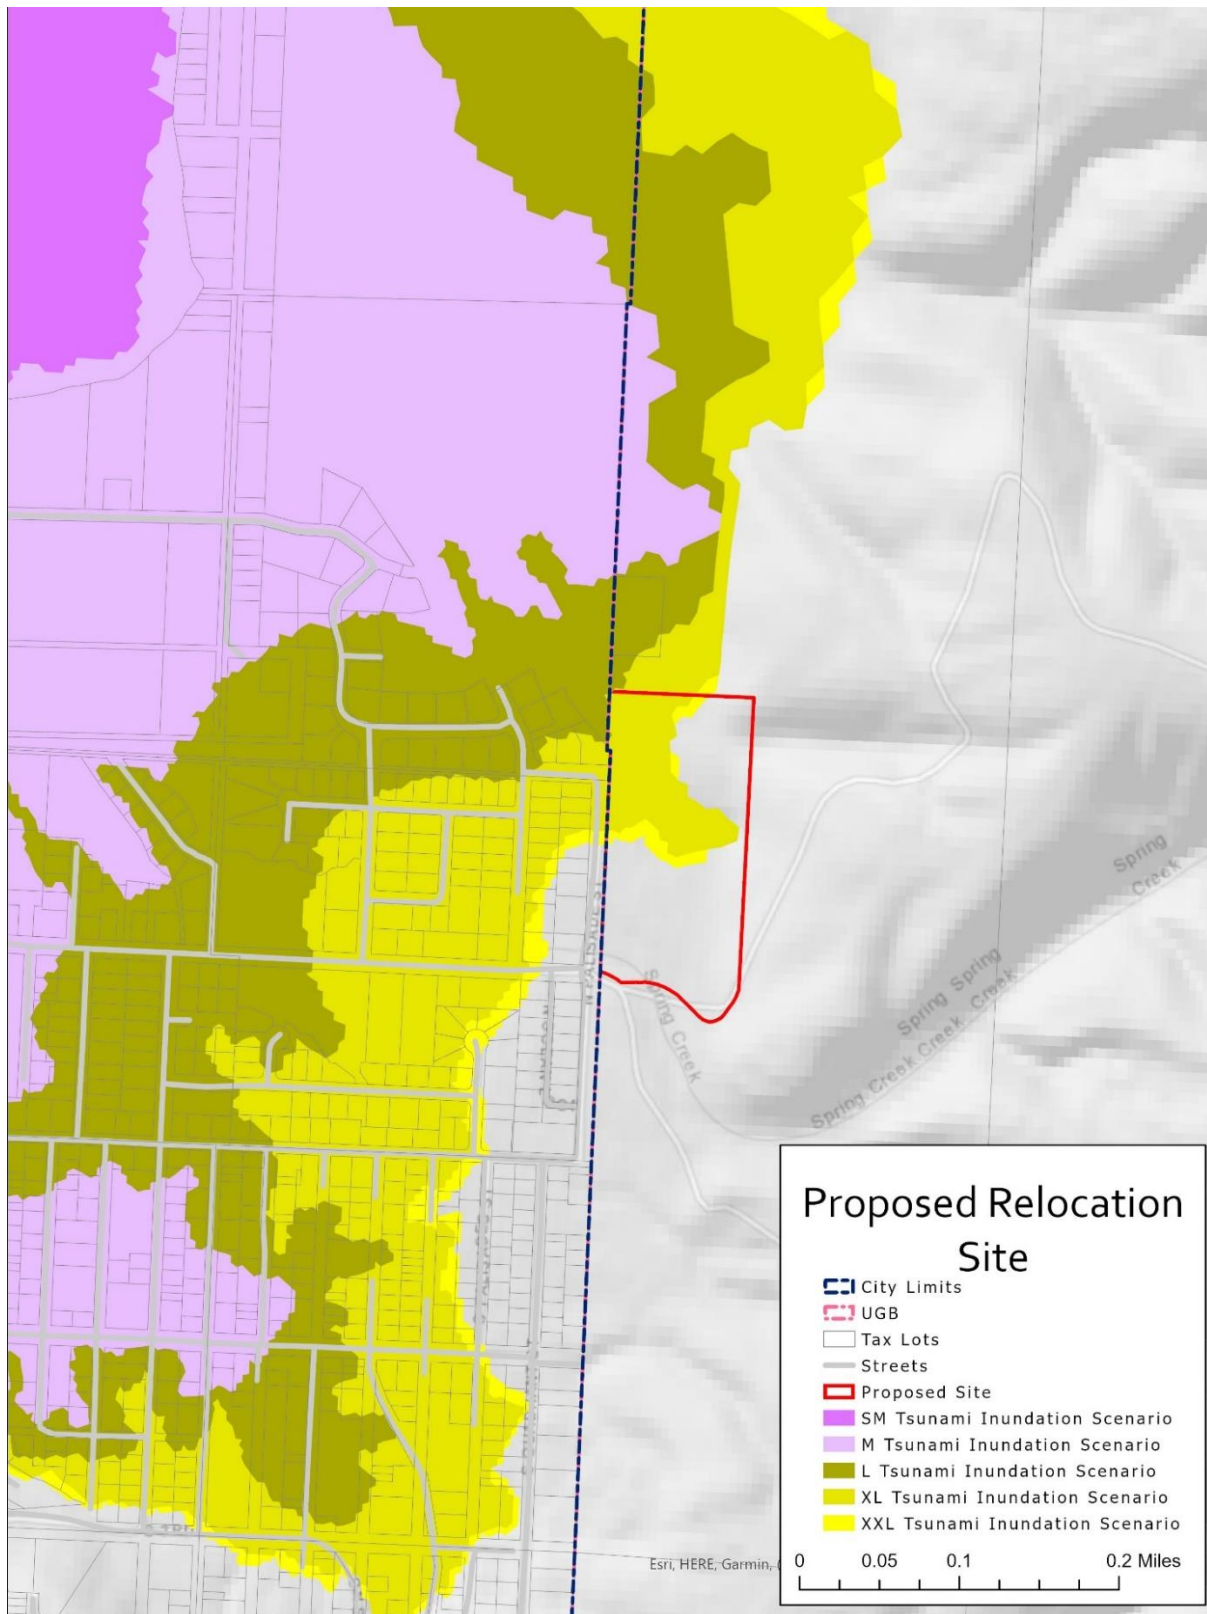 N PALISADE ST
Spring
Creek
Spring Spring
Spring Creek
Spring Creek Creek Creek
Proposed Relocation
Site
City Limits
UGB
Tax Lots
Streets
Proposed Site
SM Tsunami Inundation Scenario
M Tsunami Inundation Scenario
L Tsunami Inundation Scenario
XL Tsunami Inundation Scenario
XXL Tsunami Inundation Scenario
Esri, HERE, Garmin, (
0 0.05 0.1 0.2 Miles